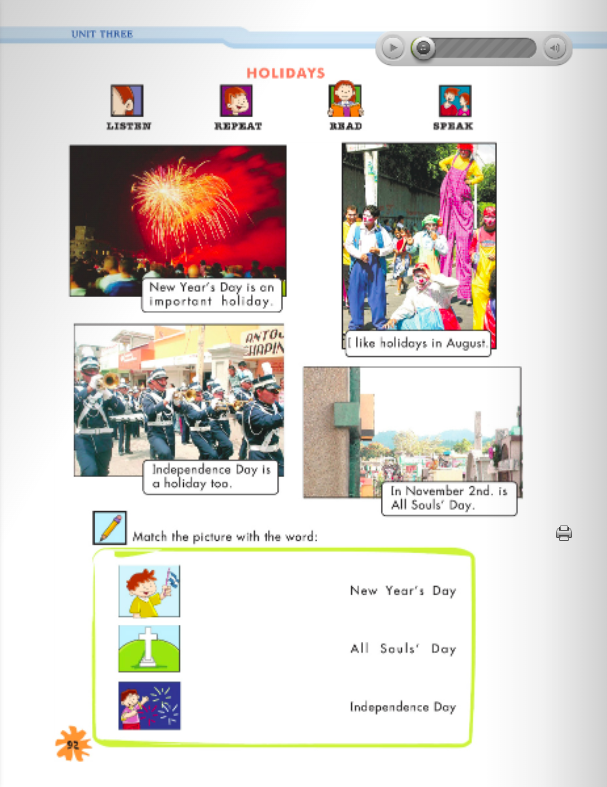 UNIT THREE
HOLIDAYS
LISTEN
REPEAT
READ
SPEAK
New Year's Day is an
important holiday.
I like holidays in August.
ANTOJ
CHAPIN
Independence Day is
a holiday too.
In November 2nd. is
All Souls' Day.
Match the picture with the word:
New Year's Day
All Souls' Day
Independence Day
92